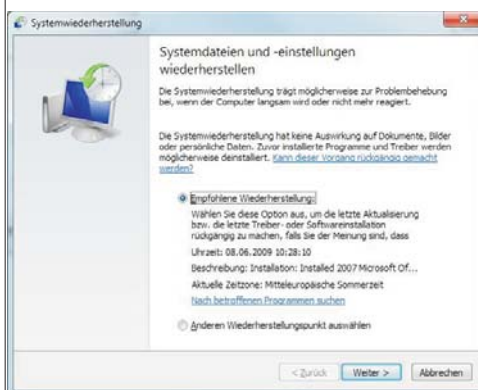 Systemwiederherstellung
Systemdateien und -einstellungen
wiederherstellen
Die Systemwiederherstellung trägt möglicherweise zur Problembehebung
bei, wenn der Computer langsam wird oder nicht mehr reagiert.
Die Systemwiederherstellung hat keine Auswirkung auf Dokumente, Bilder
oder persönliche Daten. Zuvor installierte Programme und Treiber werden
möglicherweise deinstalliert. Kann dieser Vorgang rückgängig gemacht
werden?
Empfohlene Wiederherstellung:
Wählen Sie diese Option aus, um die letzte Aktualisierung
bzw. die letzte Treiber- oder Softwareinstallation
rückgängig zu machen, falls Sie der Meinung sind, dass
Uhrzeit: 08.06.2009 10:28:10
Beschreibung: Installation: Installed 2007 Microsoft Of...
Aktuelle Zeitzone: Mitteleuropäische Sommerzeit
Nach betroffenen Programmen suchen
Anderen Wiederherstellungspunkt auswählen
< Zurück Weiter > Abbrechen